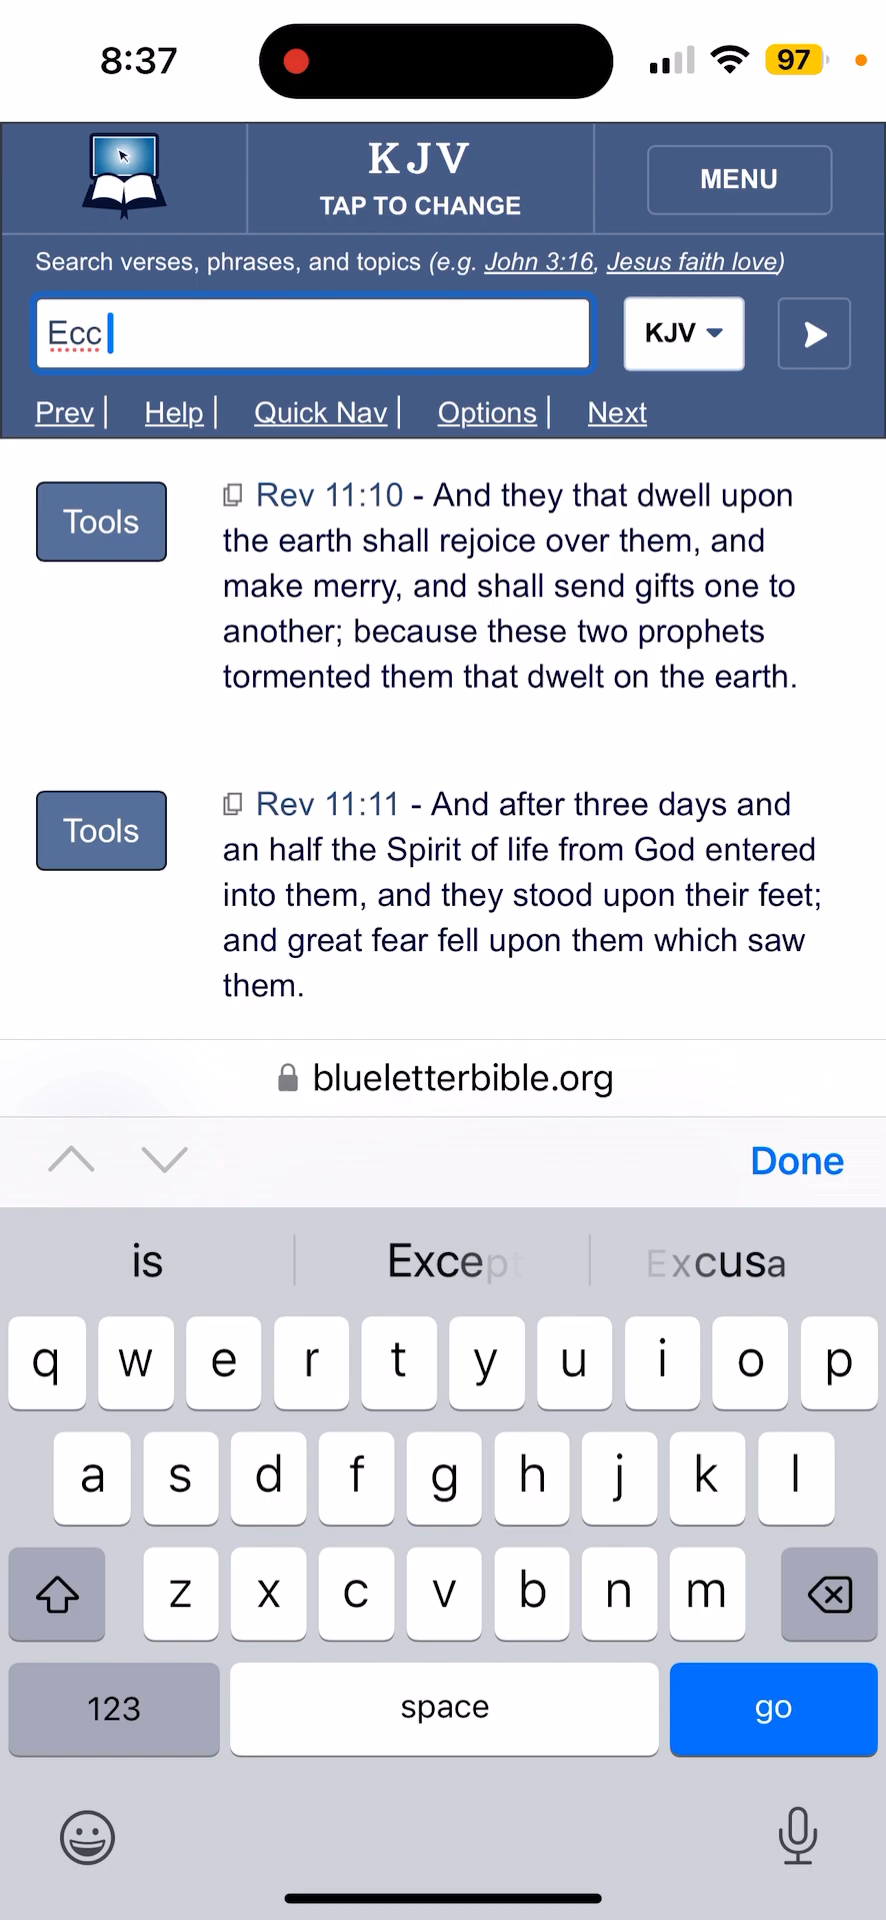 8:37
97
KJV
TAP TO CHANGE
MENU
Search verses, phrases, and topics (e.g. John 3:16, Jesus faith love)
Ecc
KJV
Prev | Help | Quick Nav | Options | Next
Tools
Rev 11:10 - And they that dwell upon
the earth shall rejoice over them, and
make merry, and shall send gifts one to
another; because these two prophets
tormented them that dwelt on the earth.
Tools
Rev 11:11 - And after three days and
an half the Spirit of life from God entered
into them, and they stood upon their feet;
and great fear fell upon them which saw
them.
blueletterbible.org
Done
is Except Excusa
q w e r t y u i o p
a s d f g h j k l
z x c v b n m
123 space go